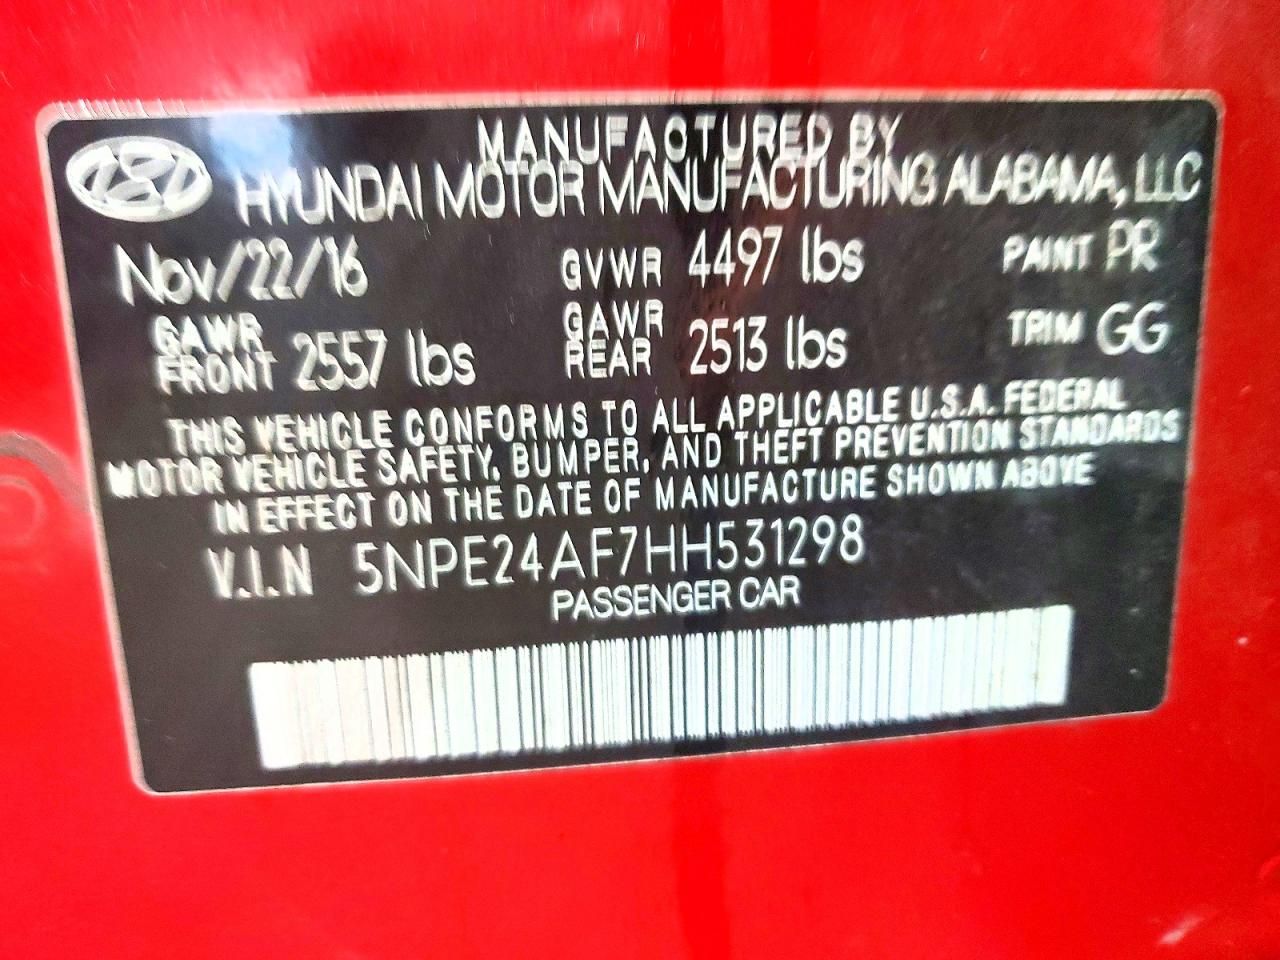 MANUFACTURED BY
HYUNDAI MOTOR MANUFACTURING ALABAMA, LLC
Nov/22/16 GVWR 4497 lbs PAINT PR
GAWR FRONT 2557 lbs GAWR REAR 2513 lbs TRIM GG
THIS VEHICLE CONFORMS TO ALL APPLICABLE U.S.A. FEDERAL
MOTOR VEHICLE SAFETY, BUMPER, AND THEFT PREVENTION STANDARDS
IN EFFECT ON THE DATE OF MANUFACTURE SHOWN ABOVE
V.I.N 5NPE24AF7HH531298
PASSENGER CAR